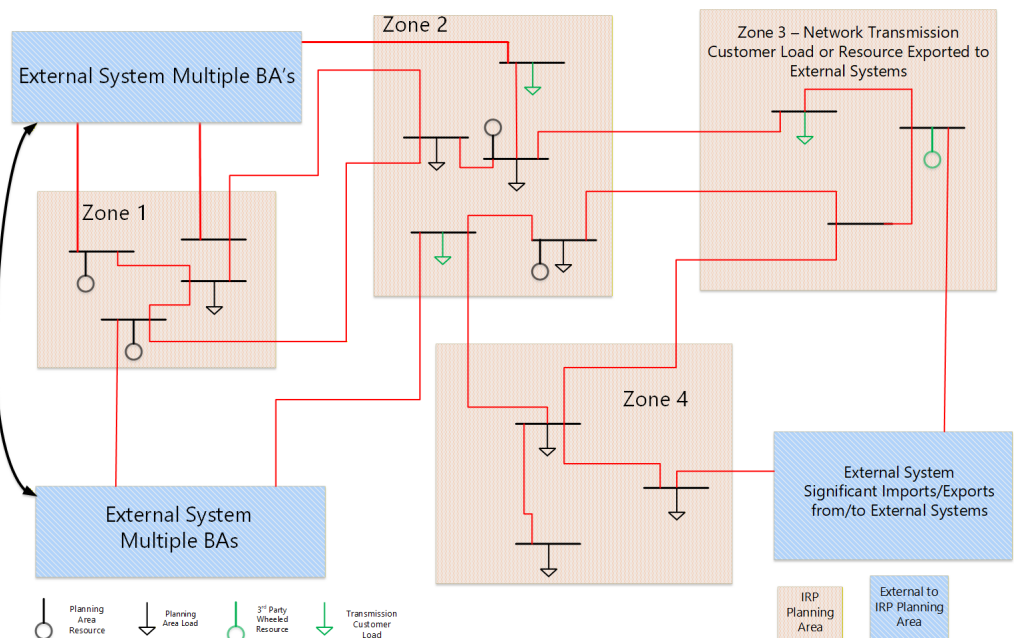 Zone 2
Zone 3 – Network Transmission
Customer Load or Resource Exported to
External Systems
External System Multiple BA's
Zone 1
Zone 4
External System
Significant Imports/Exports
from/to External Systems
External System
Multiple BAs
Planning
Area
Resource
Planning
Area Load
3rd Party
Wheeled
Resource
Transmission
Customer
Load
IRP
Planning
Area
External to
IRP Planning
Area